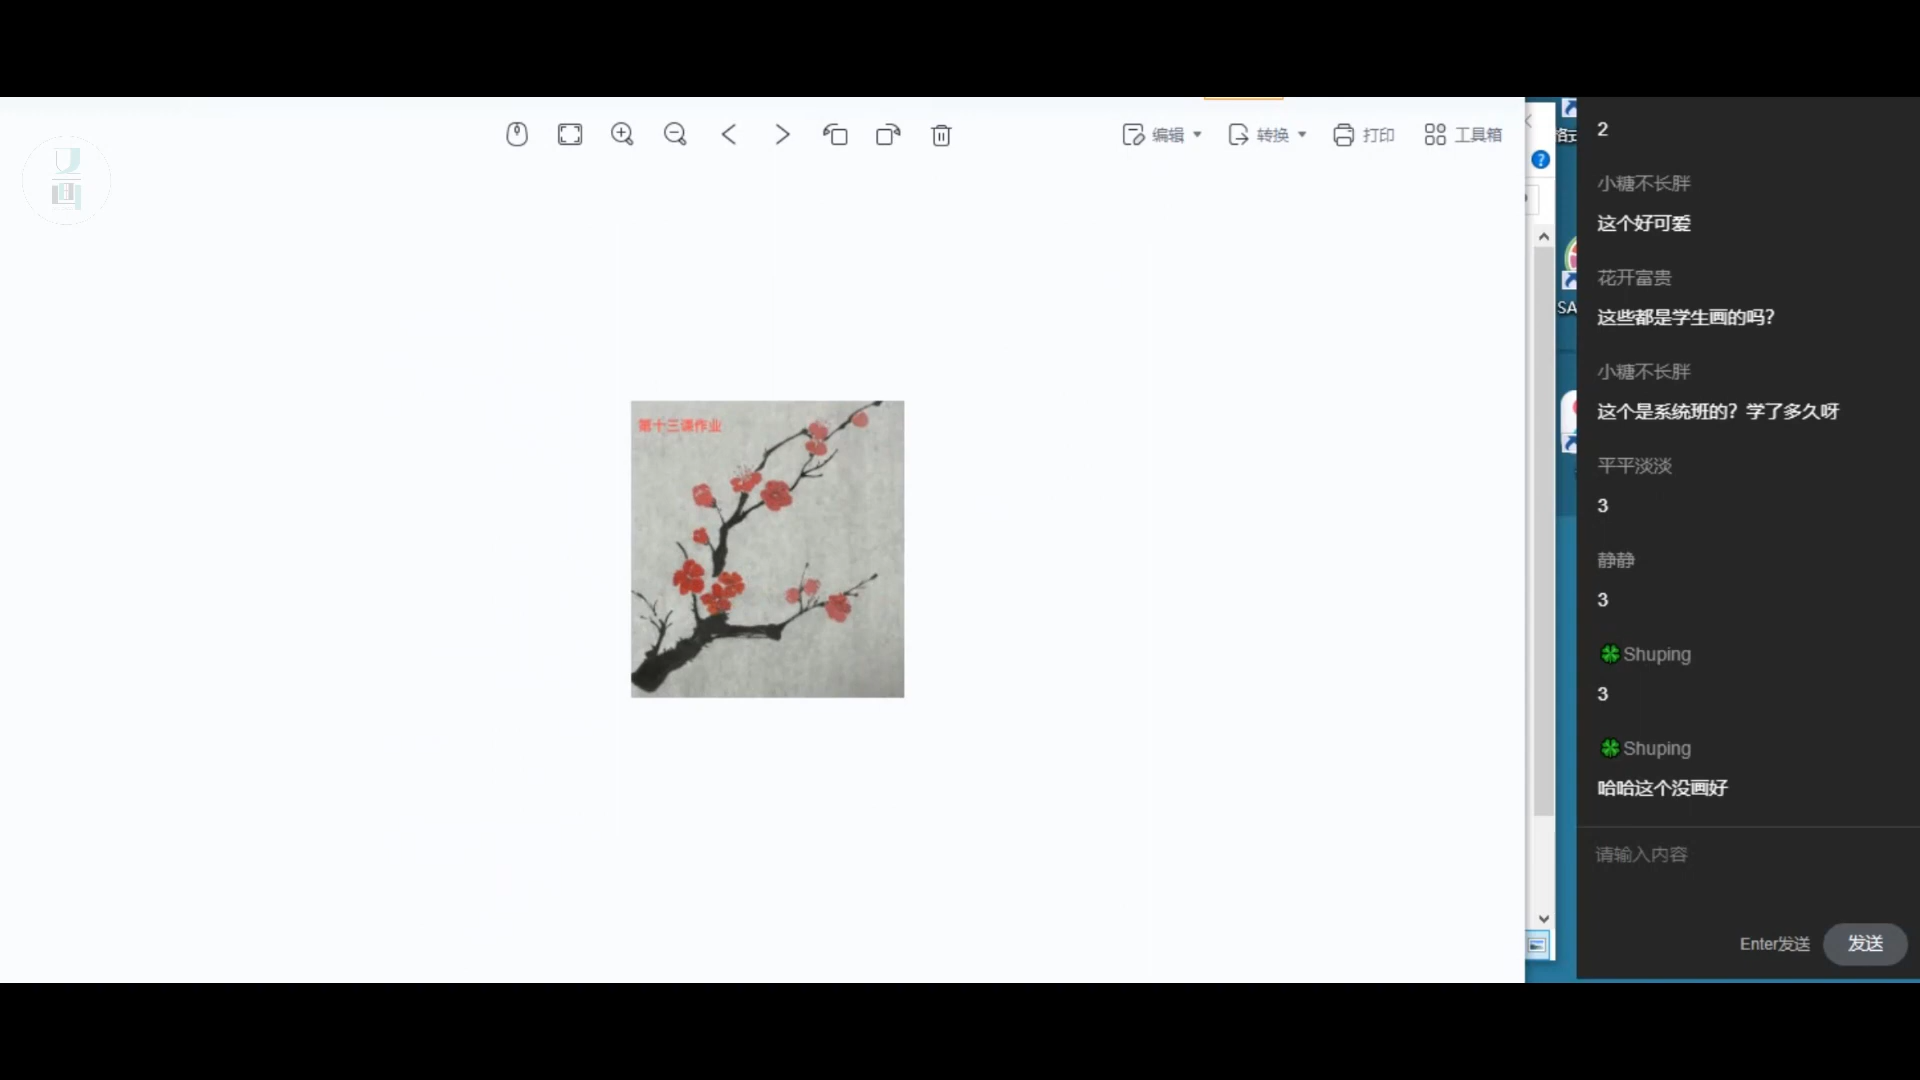 编辑
转换
打印
工具箱
第十三课作业
格式
?
SA
2
小糖不长胖
这个好可爱
花开富贵
这些都是学生画的吗?
小糖不长胖
这个是系统班的? 学了多久呀
平平淡淡
3
静静
3
🍀Shuping
3
🍀Shuping
哈哈这个没画好
请输入内容
Enter发送
发送